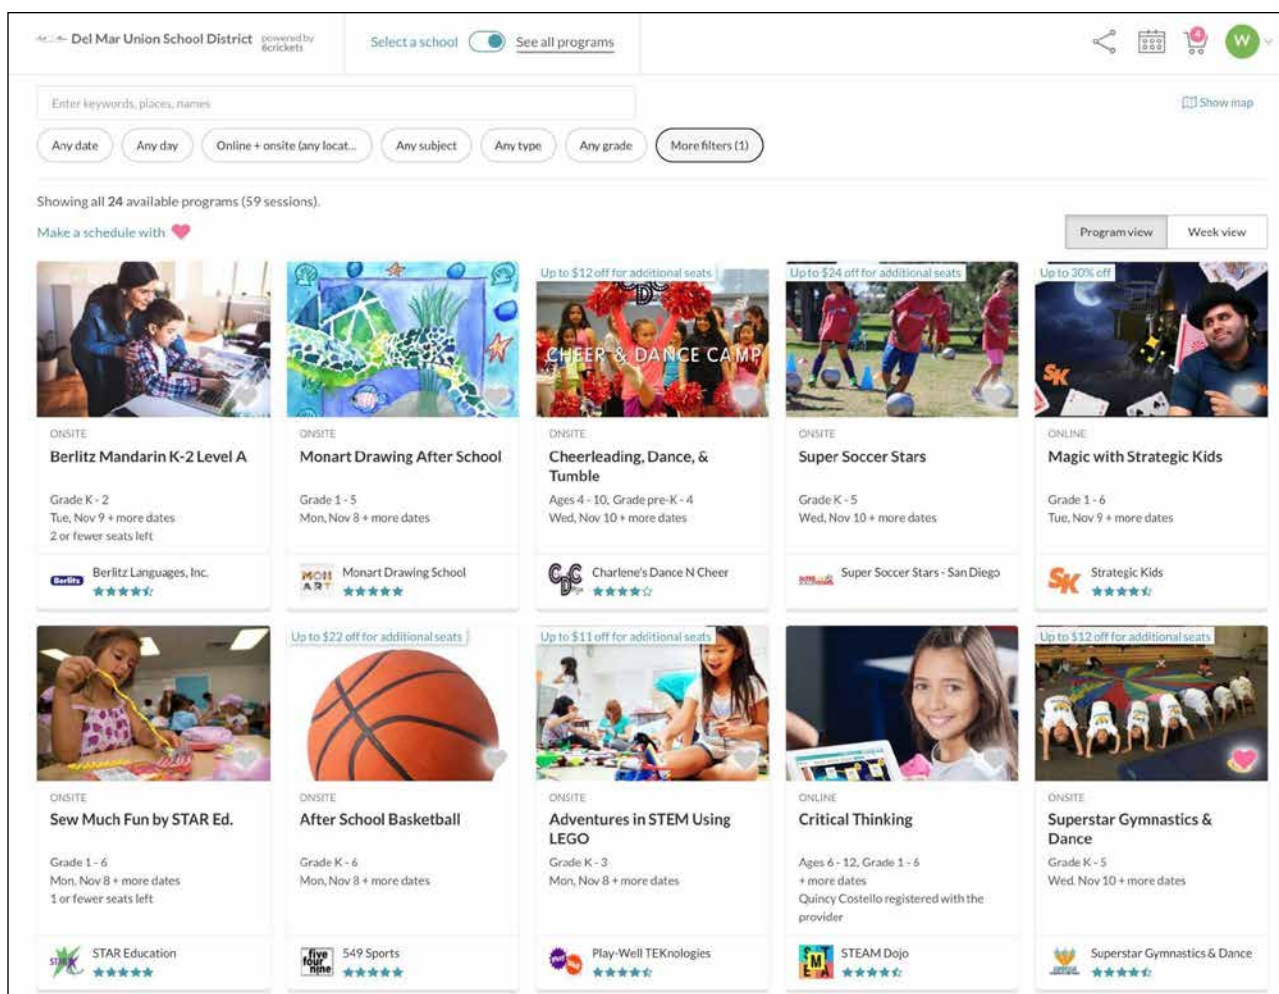 Del Mar Union School District powered by 6crickets
Select a school See all programs
4
W
Enter keywords, places, names
Show map
Any date Any day Online + onsite (any locat... Any subject Any type Any grade More filters (1)
Showing all 24 available programs (59 sessions).
Make a schedule with
Program view Week view
ONSITE
Berlitz Mandarin K-2 Level A
Grade K - 2
Tue, Nov 9 + more dates
2 or fewer seats left
Berlitz
Berlitz Languages, Inc.
ONSITE
Monart Drawing After School
Grade 1 - 5
Mon, Nov 8 + more dates
MON
ART
Monart Drawing School
Up to $12 off for additional seats
CDC
CHEER & DANCE CAMP
ONSITE
Cheerleading, Dance, &
Tumble
Ages 4 - 10, Grade pre-K - 4
Wed, Nov 10 + more dates
CDC
Charlene's Dance N Cheer
Up to $24 off for additional seats
ONSITE
Super Soccer Stars
Grade K - 5
Wed, Nov 10 + more dates
Super Soccer Stars - San Diego
Up to 30% off
SK
ONLINE
Magic with Strategic Kids
Grade 1 - 6
Tue, Nov 9 + more dates
SK
Strategic Kids
ONSITE
Sew Much Fun by STAR Ed.
Grade 1 - 6
Mon, Nov 8 + more dates
1 or fewer seats left
STAR
STAR Education
Up to $22 off for additional seats
ONSITE
After School Basketball
Grade K - 6
Mon, Nov 8 + more dates
five
four
nine
549 Sports
Up to $11 off for additional seats
ONSITE
Adventures in STEM Using
LEGO
Grade K - 3
Mon, Nov 8 + more dates
Play-Well TEKnologies
ONLINE
Critical Thinking
Ages 6 - 12, Grade 1 - 6
+ more dates
Quincy Costello registered with the
provider
STEAM Dojo
Up to $12 off for additional seats
ONSITE
Superstar Gymnastics &
Dance
Grade K - 5
Wed, Nov 10 + more dates
Superstar Gymnastics & Dance